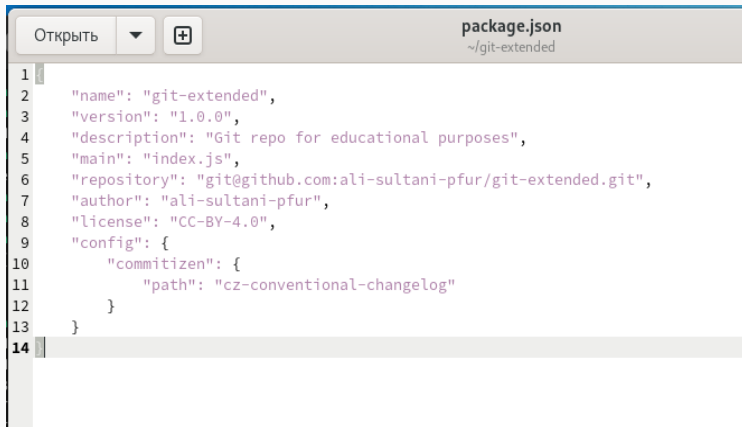 Открыть
package.json
~/git-extended
1 {
2 "name": "git-extended",
3 "version": "1.0.0",
4 "description": "Git repo for educational purposes",
5 "main": "index.js",
6 "repository": "git@github.com:ali-sultani-pfur/git-extended.git",
7 "author": "ali-sultani-pfur",
8 "license": "CC-BY-4.0",
9 "config": {
10 "commitizen": {
11 "path": "cz-conventional-changelog"
12 }
13 }
14 }